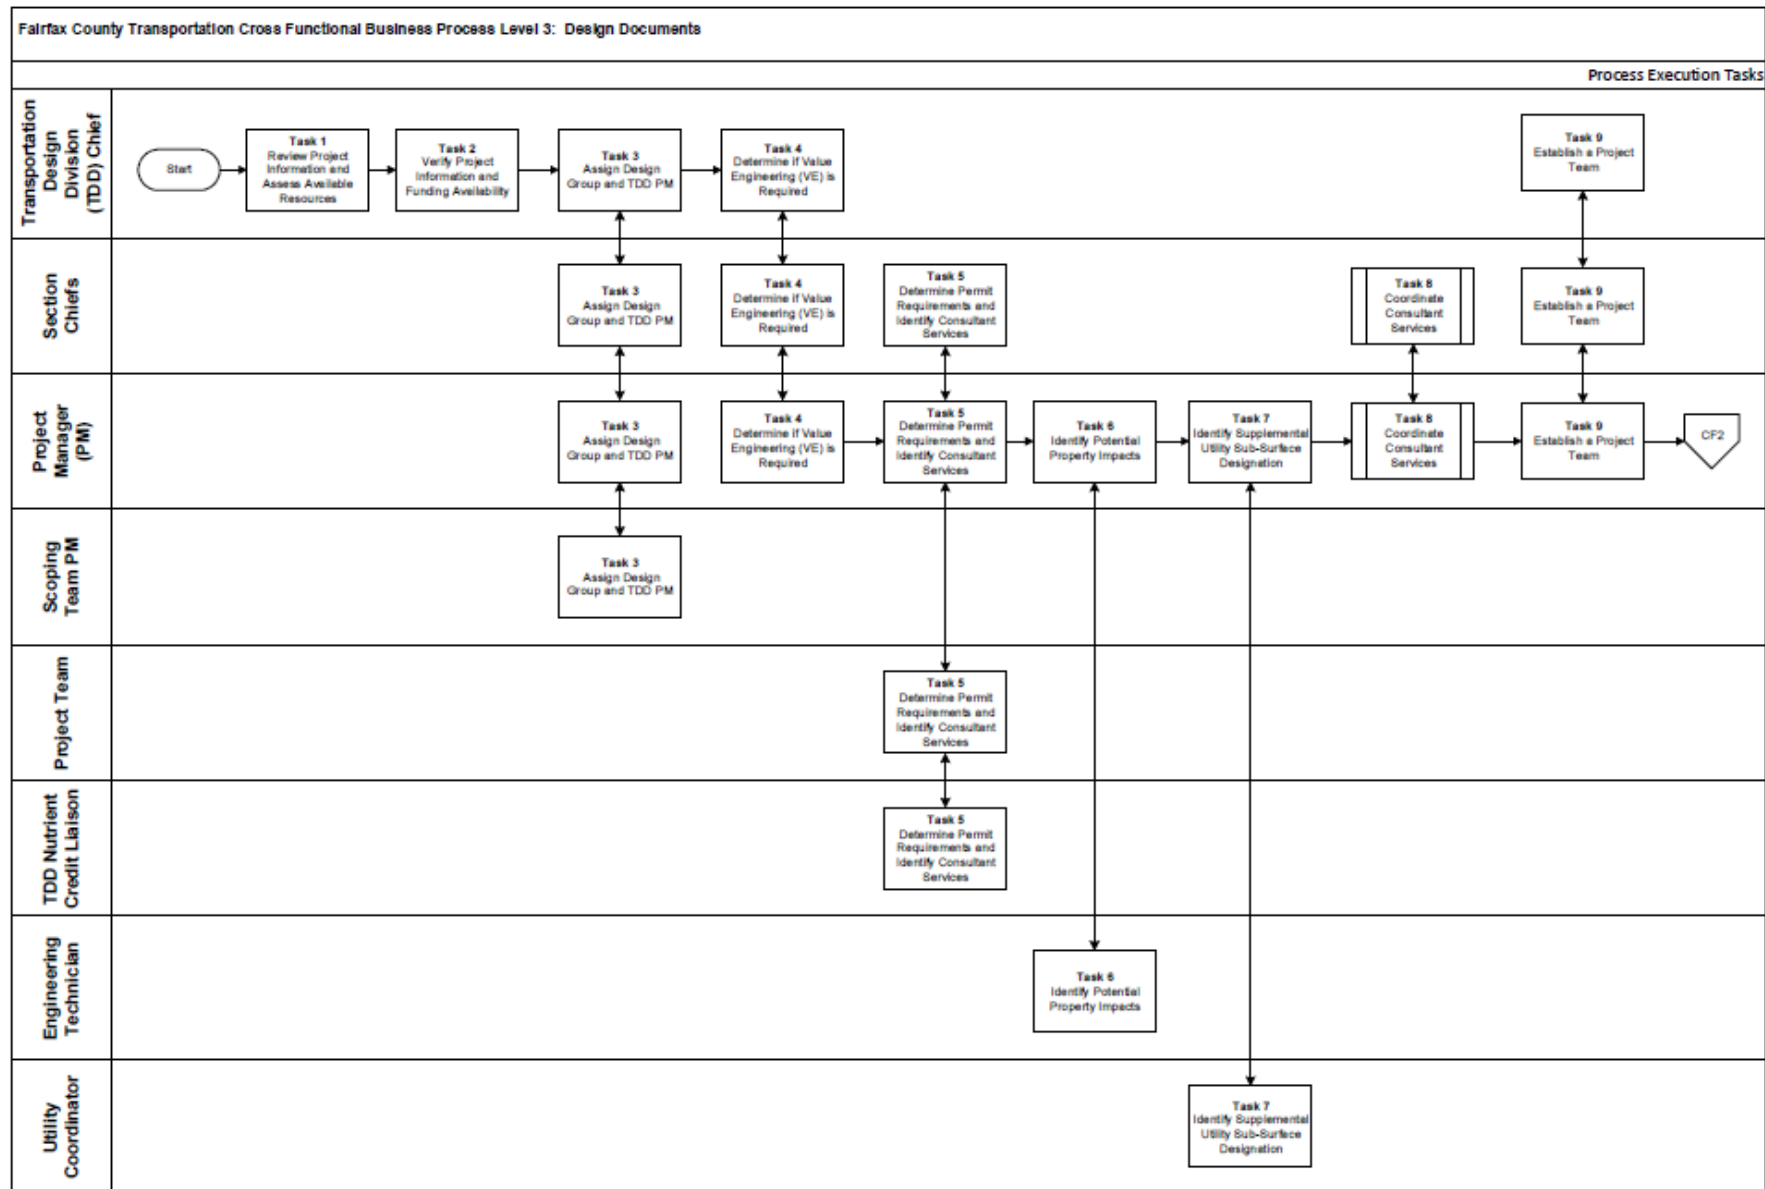 Fairfax County Transportation Cross Functional Business Process Level 3: Design Documents
Process Execution Tasks
Transportation
Design
Division
(TDD) Chief
Start
Task 1
Review Project
Information and
Assess Available
Resources
Task 2
Verify Project
Information and
Funding Availability
Task 3
Assign Design
Group and TDD PM
Task 4
Determine if Value
Engineering (VE) is
Required
Task 9
Establish a Project
Team
Section
Chiefs
Task 3
Assign Design
Group and TDD PM
Task 4
Determine if Value
Engineering (VE) is
Required
Task 5
Determine Permit
Requirements and
Identify Consultant
Services
Task 8
Coordinate
Consultant
Services
Task 9
Establish a Project
Team
Project
Manager
(PM)
Task 3
Assign Design
Group and TDD PM
Task 4
Determine if Value
Engineering (VE) is
Required
Task 5
Determine Permit
Requirements and
Identify Consultant
Services
Task 6
Identify Potential
Property Impacts
Task 7
Identify Supplemental
Utility Sub-Surface
Designation
Task 8
Coordinate
Consultant
Services
Task 9
Establish a Project
Team
CF2
Scoping
Team PM
Task 3
Assign Design
Group and TDD PM
Project Team
Task 5
Determine Permit
Requirements and
Identify Consultant
Services
TDD Nutrient
Credit Liaison
Task 5
Determine Permit
Requirements and
Identify Consultant
Services
Engineering
Technician
Task 6
Identify Potential
Property Impacts
Utility
Coordinator
Task 7
Identify Supplemental
Utility Sub-Surface
Designation